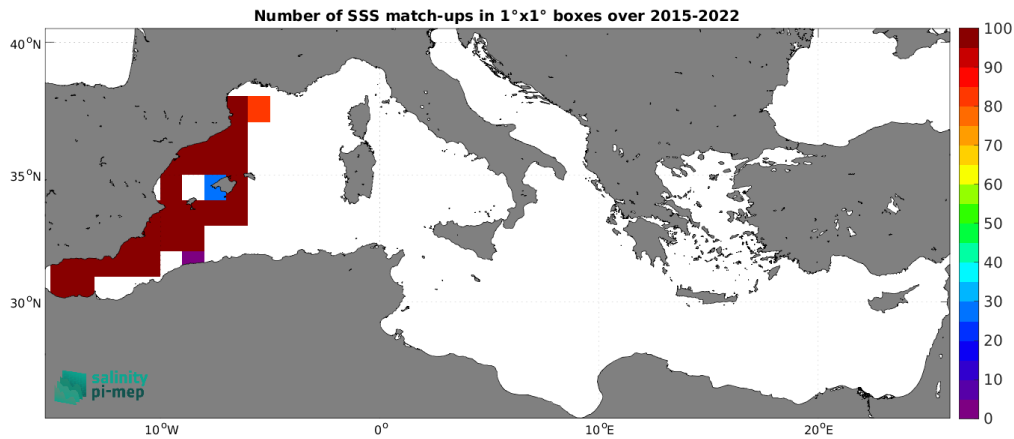 Number of SSS match-ups in 1°x1° boxes over 2015-2022
40°N
35°N
30°N
10°W
0°
10°E
20°E
100
90
80
70
60
50
40
30
20
10
0
salinity
pi-mep